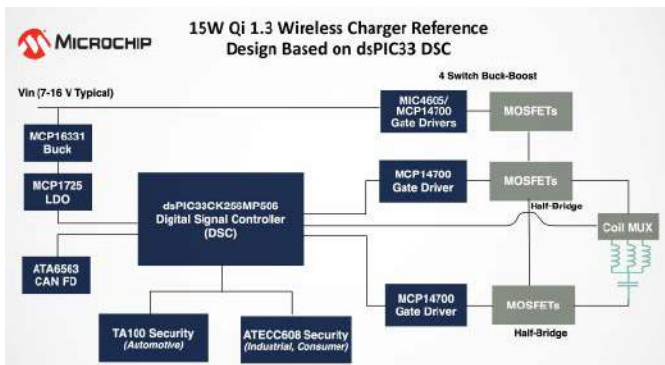 MICROCHIP
15W Qi 1.3 Wireless Charger Reference
Design Based on dsPIC33 DSC
4 Switch Buck-Boost
Vin (7-16 V Typical)
MIC4605/
MCP14700
Gate Drivers
MOSFETs
MCP16331
Buck
MCP1725
LDO
dsPIC33CK256MP506
Digital Signal Controller
(DSC)
MCP14700
Gate Driver
MOSFETs
Half-Bridge
Coil MUX
ATA6563
CAN FD
MCP14700
Gate Driver
MOSFETs
Half-Bridge
TA100 Security
(Automotive)
ATECC608 Security
(Industrial, Consumer)